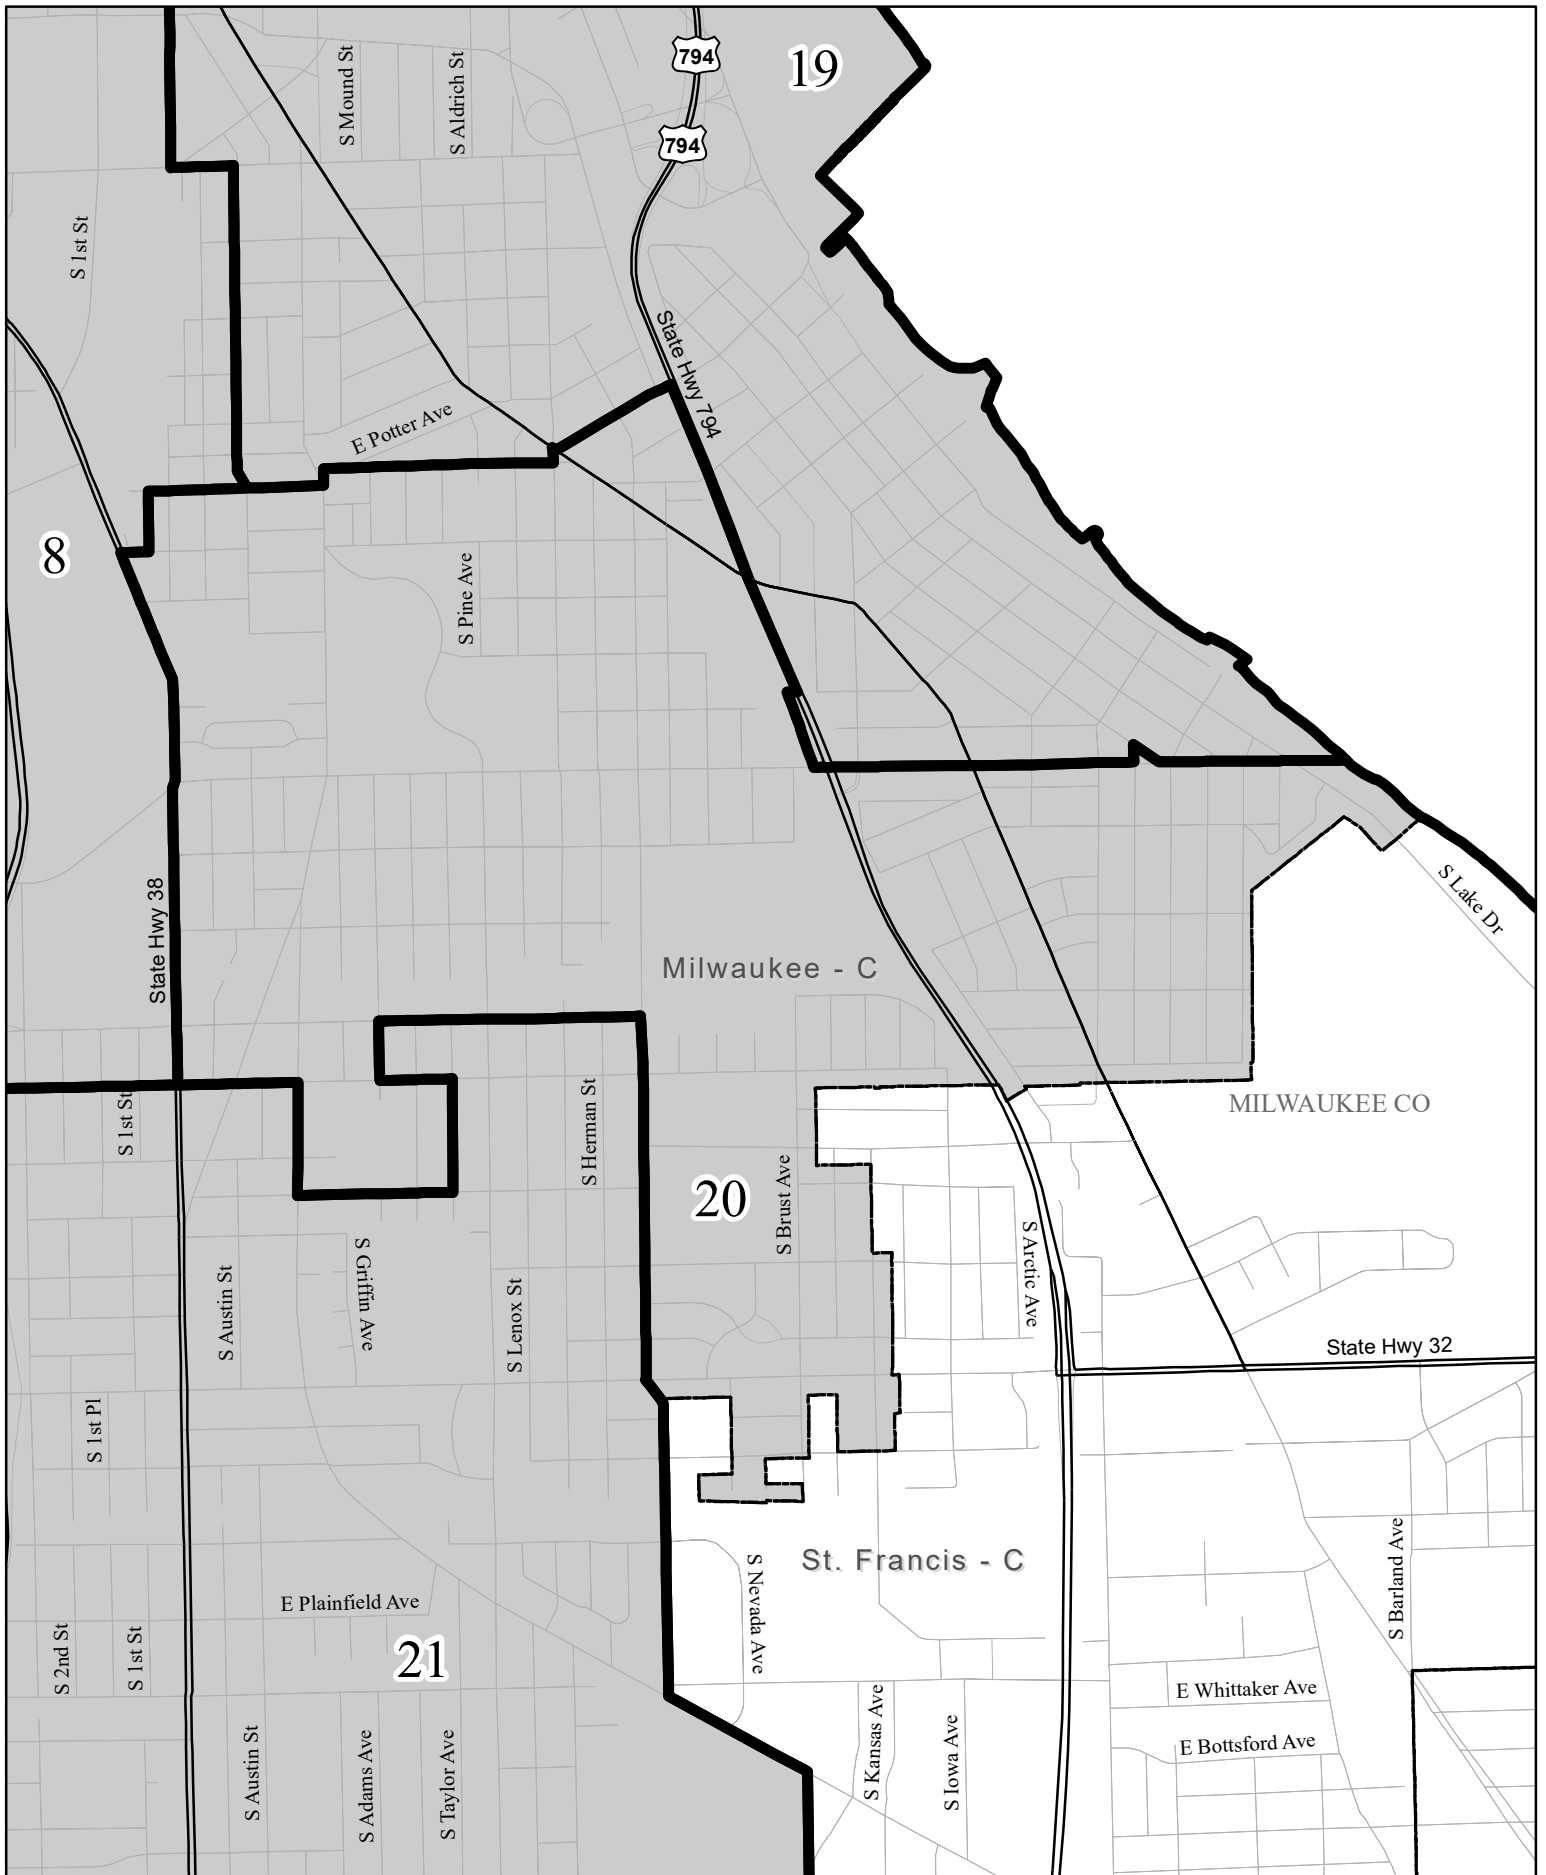 794
19
S Mound St
S Aldrich St
794
S 1st St
State Hwy 794
E Potter Ave
8
S Pine Ave
S Lake Dr
State Hwy 38
Milwaukee - C
MILWAUKEE CO
S 1st St
S Herman St
20
S Brust Ave
S Arctic Ave
S Austin St
S Griffin Ave
S Lenox St
State Hwy 32
S 1st Pl
St. Francis - C
S Nevada Ave
S Barland Ave
E Plainfield Ave
S 2nd St
S 1st St
21
E Whittaker Ave
S Kansas Ave
S Iowa Ave
E Bottsford Ave
S Austin St
S Adams Ave
S Taylor Ave